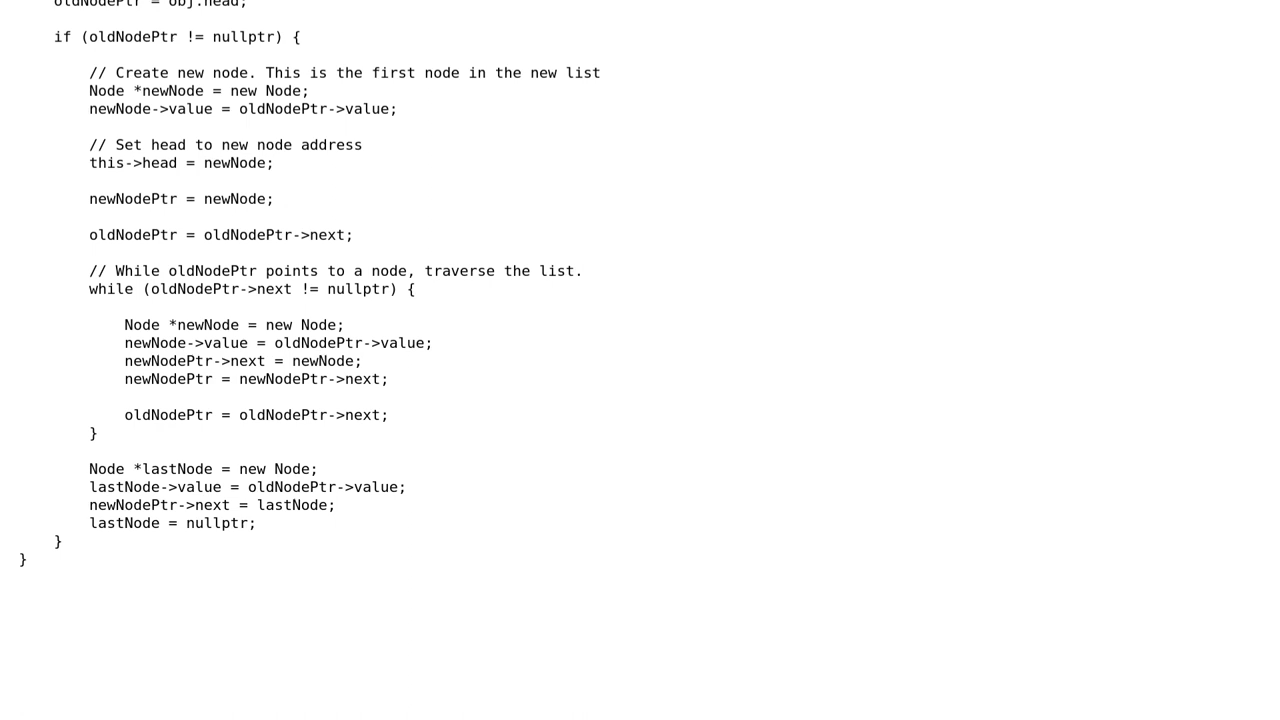 oldNodePtr = obj.head;
if (oldNodePtr != nullptr) {
// Create new node. This is the first node in the new list
Node *newNode = new Node;
newNode->value = oldNodePtr->value;
// Set head to new node address
this->head = newNode;
newNodePtr = newNode;
oldNodePtr = oldNodePtr->next;
// While oldNodePtr points to a node, traverse the list.
while (oldNodePtr->next != nullptr) {
Node *newNode = new Node;
newNode->value = oldNodePtr->value;
newNodePtr->next = newNode;
newNodePtr = newNodePtr->next;
oldNodePtr = oldNodePtr->next;
}
Node *lastNode = new Node;
lastNode->value = oldNodePtr->value;
newNodePtr->next = lastNode;
lastNode = nullptr;
}
}